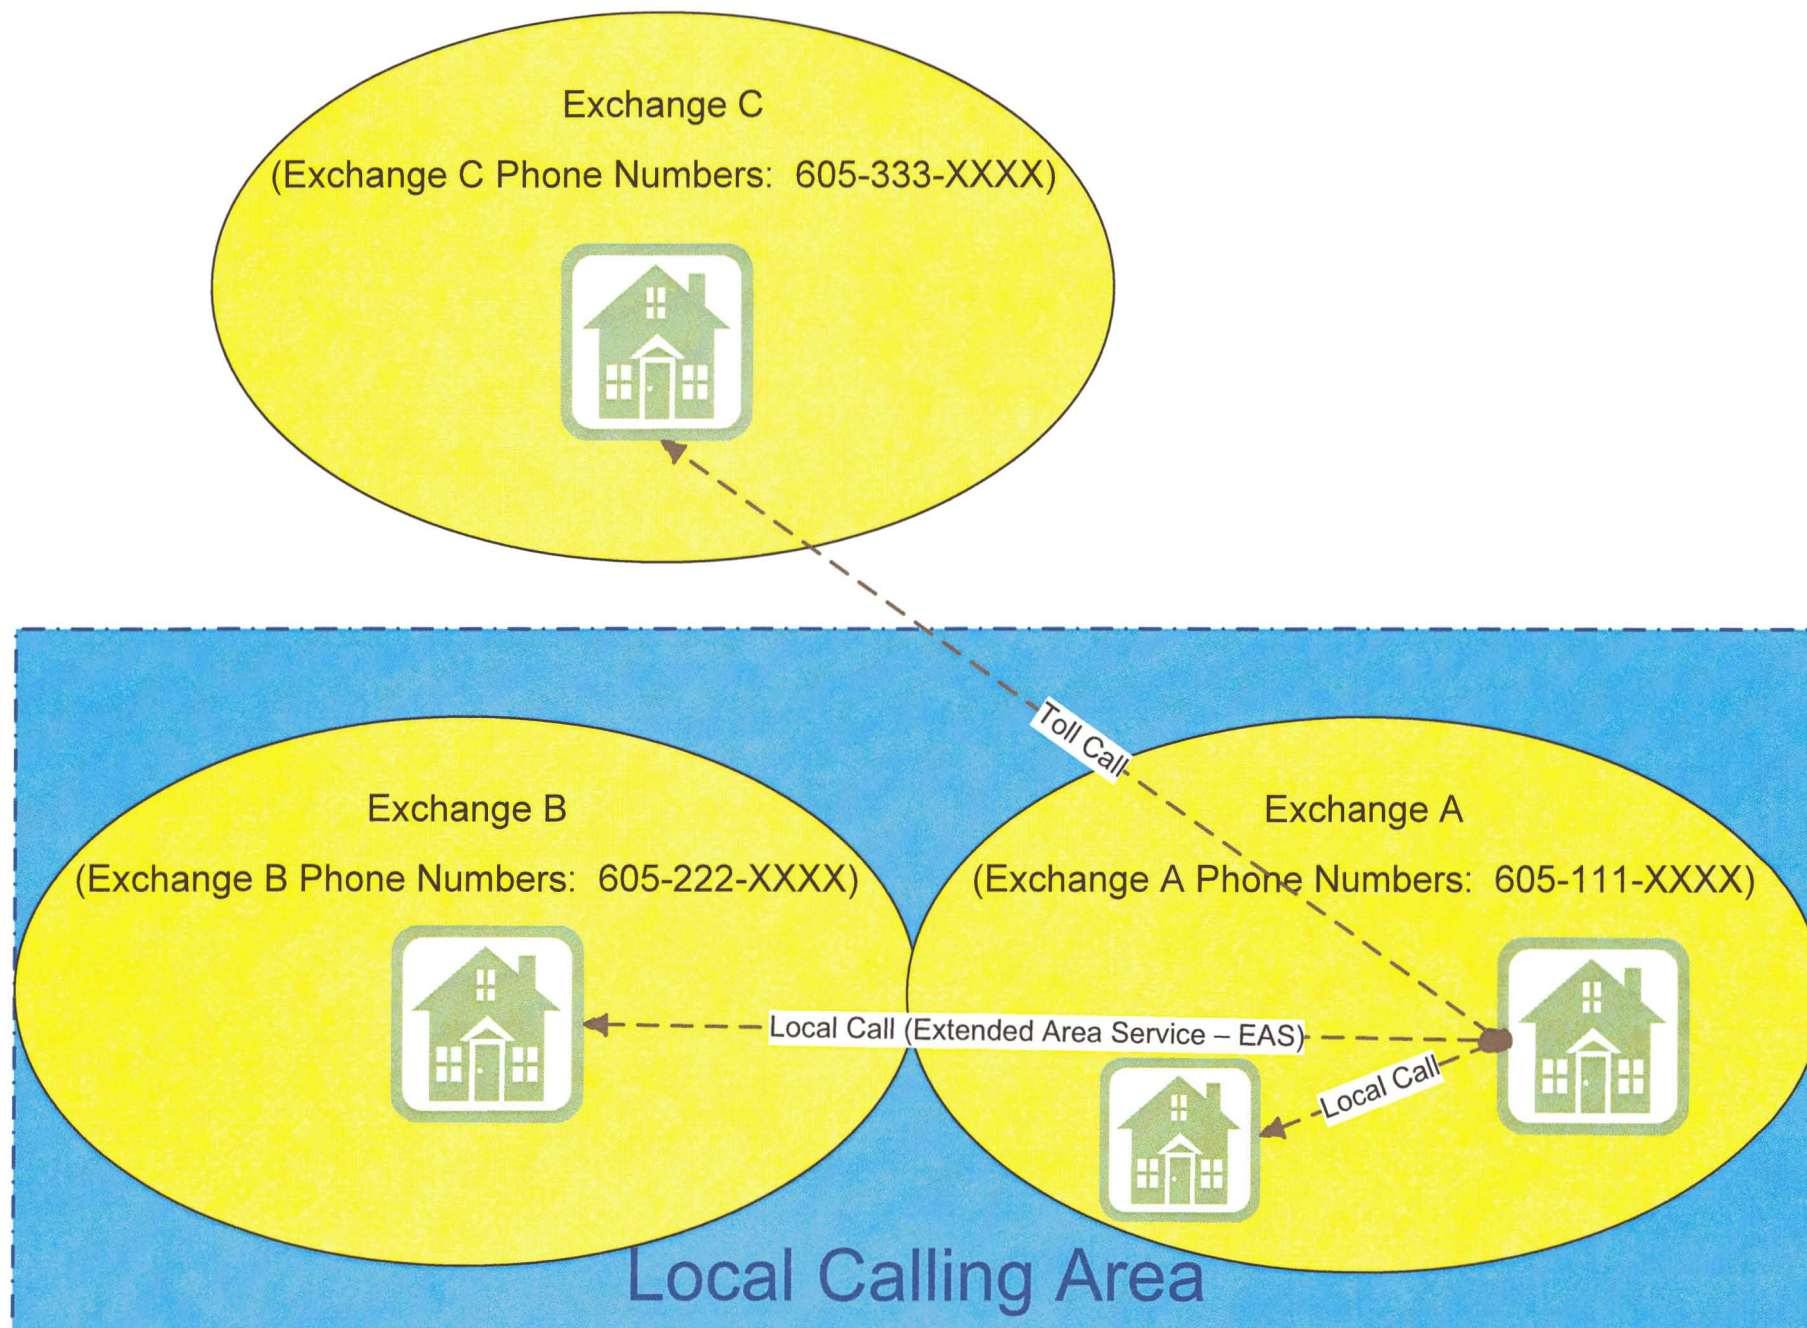 Exchange C
(Exchange C Phone Numbers: 605-333-XXXX)
Toll Call
Exchange B
(Exchange B Phone Numbers: 605-222-XXXX)
Exchange A
(Exchange A Phone Numbers: 605-111-XXXX)
Local Call (Extended Area Service – EAS)
Local Call
Local Calling Area